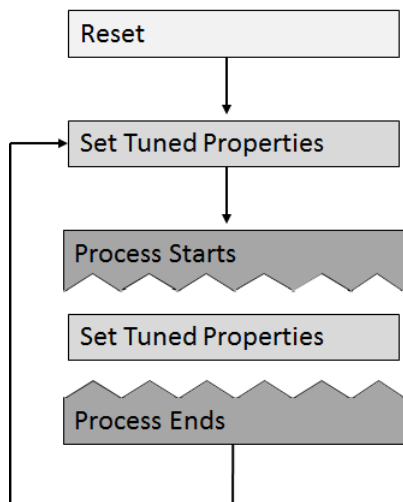 Reset
Set Tuned Properties
Process Starts
Set Tuned Properties
Process Ends